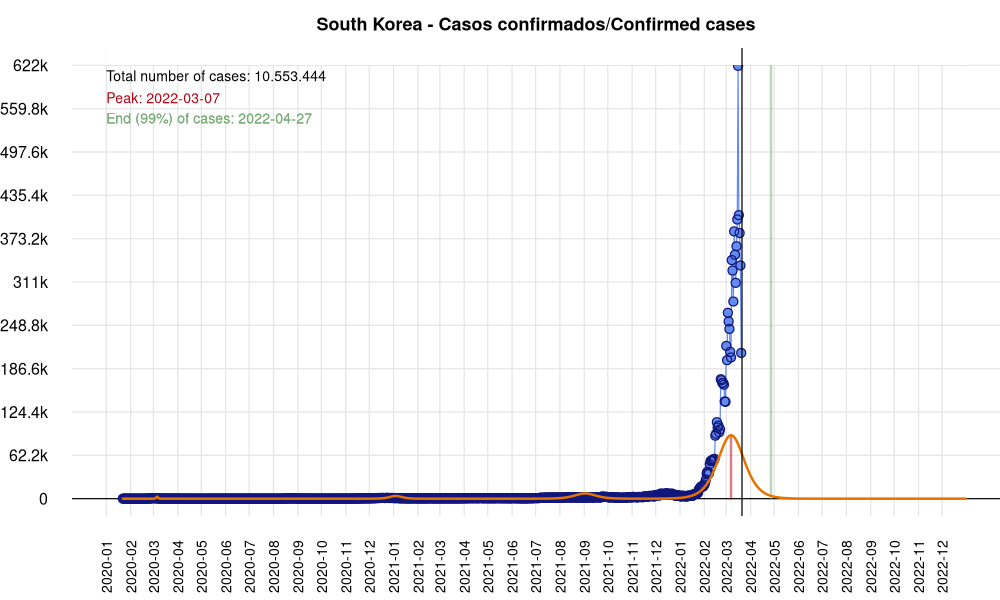 South Korea - Casos confirmados/Confirmed cases
622k
559.8k
497.6k
435.4k
373.2k
311k
248.8k
186.6k
124.4k
62.2k
0
Total number of cases: 10.553.444
Peak: 2022-03-07
End (99%) of cases: 2022-04-27
2020-01
2020-02
2020-03
2020-04
2020-05
2020-06
2020-07
2020-08
2020-09
2020-10
2020-11
2020-12
2021-01
2021-02
2021-03
2021-04
2021-05
2021-06
2021-07
2021-08
2021-09
2021-10
2021-11
2021-12
2022-01
2022-02
2022-03
2022-04
2022-05
2022-06
2022-07
2022-08
2022-09
2022-10
2022-11
2022-12